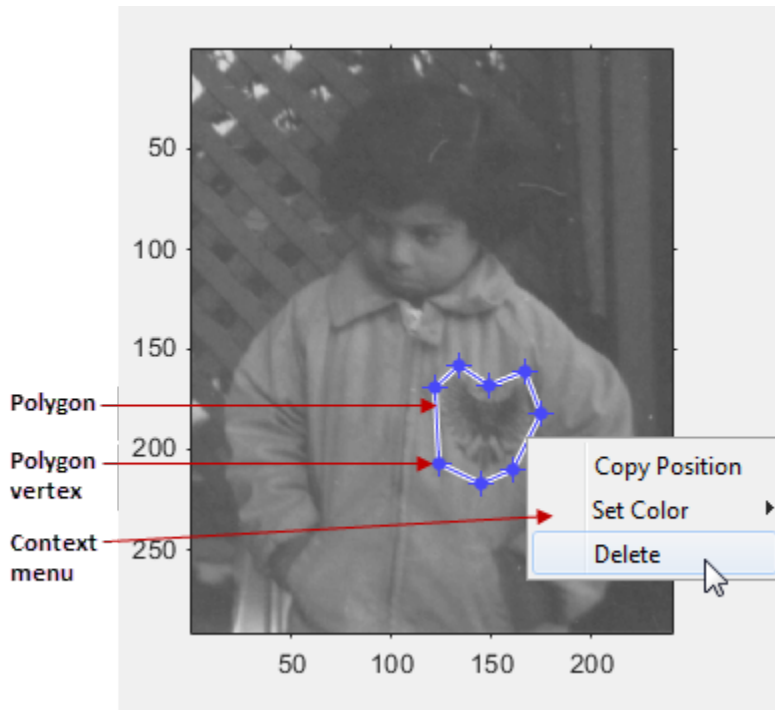 50
100
150
200
250
Polygon
Polygon
vertex
Context
menu
Copy Position
Set Color
Delete
50 100 150 200